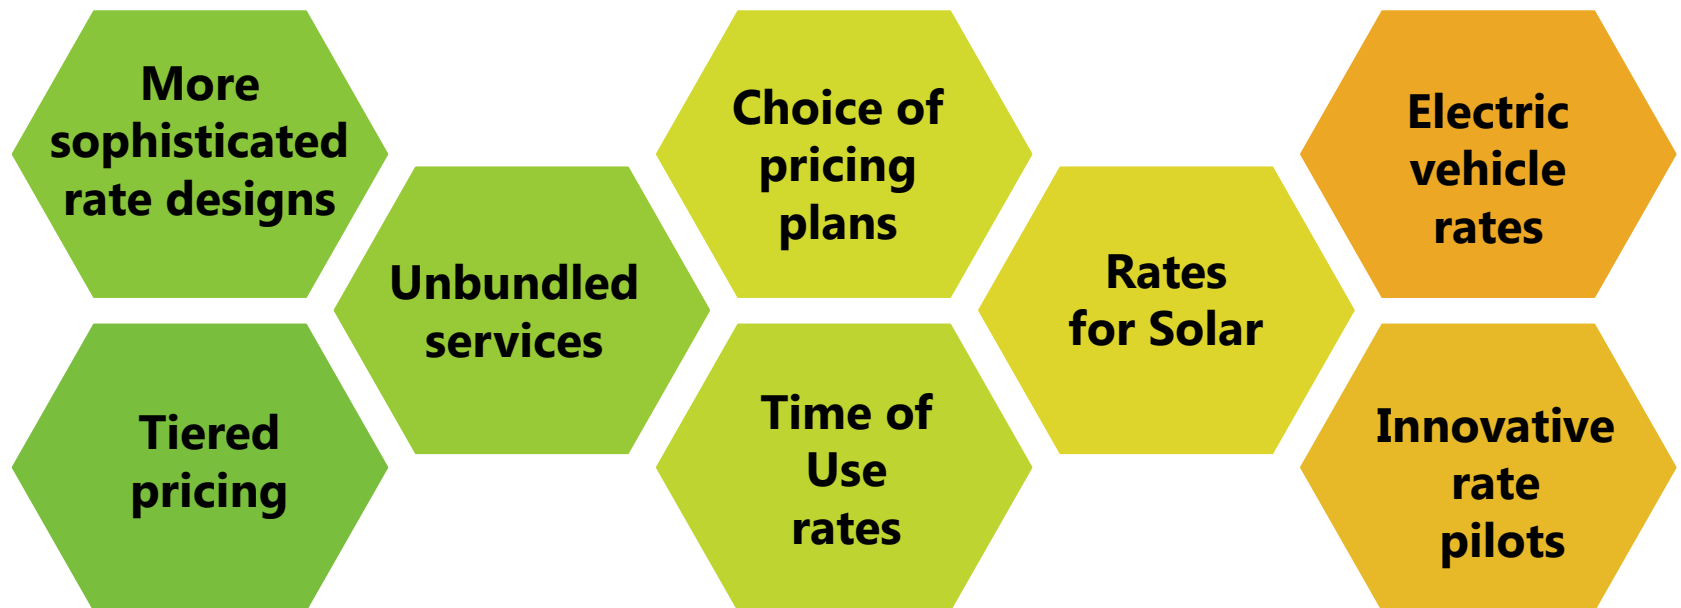 More
sophisticated
rate designs
Tiered
pricing
Unbundled
services
Choice of
pricing
plans
Time of
Use
rates
Rates
for Solar
Electric
vehicle
rates
Innovative
rate
pilots